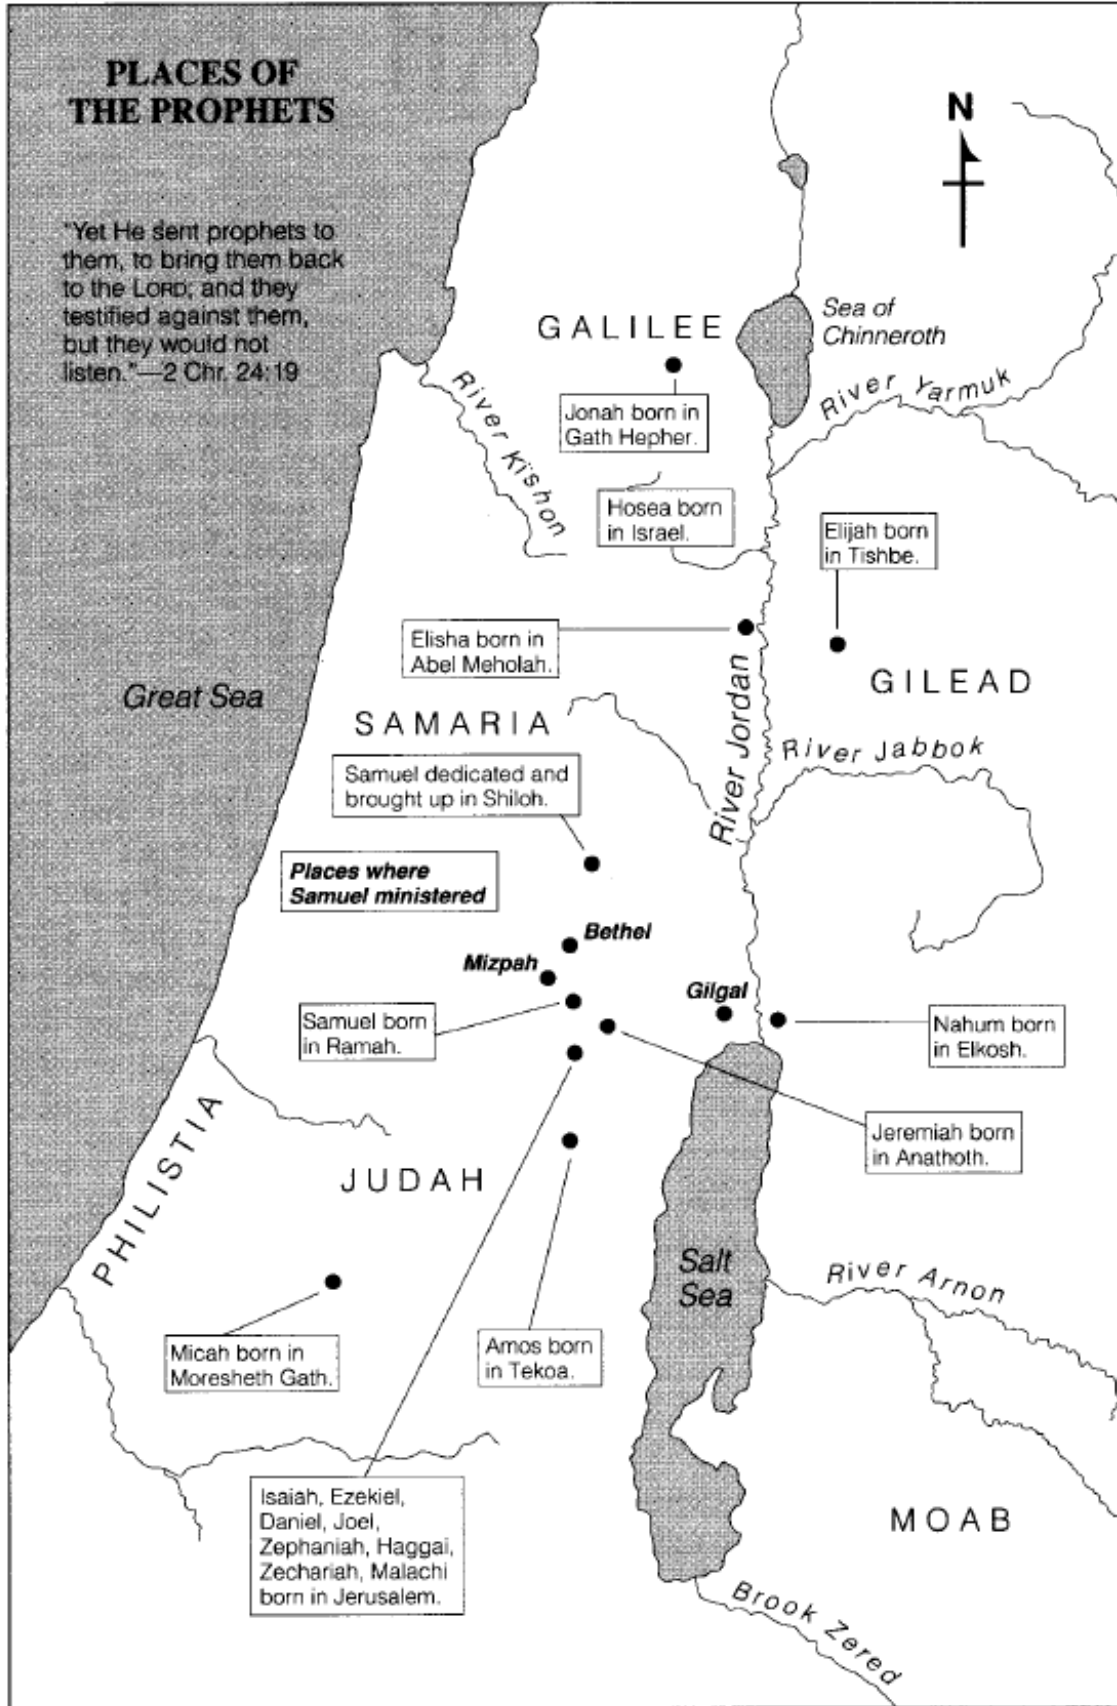 PLACES OF
THE PROPHETS
"Yet He sent prophets to
them, to bring them back
to the LORD; and they
testified against them,
but they would not
listen."—2 Chr. 24:19
N
GALILEE
Sea of
Chinneroth
River Yarmuk
River Kishon
Jonah born in
Gath Hepher.
Hosea born
in Israel.
Elijah born
in Tishbe.
Elisha born in
Abel Meholah.
GILEAD
Great Sea
SAMARIA
River Jordan
River Jabbok
Samuel dedicated and
brought up in Shiloh.
Places where
Samuel ministered
Bethel
Mizpah
Gilgal
Samuel born
in Ramah.
Nahum born
in Elkosh.
Jeremiah born
in Anathoth.
PHILISTIA
JUDAH
Salt
Sea
River Arnon
Micah born in
Moresheth Gath.
Amos born
in Tekoa.
Isaiah, Ezekiel,
Daniel, Joel,
Zephaniah, Haggai,
Zechariah, Malachi
born in Jerusalem.
MOAB
Brook Zered